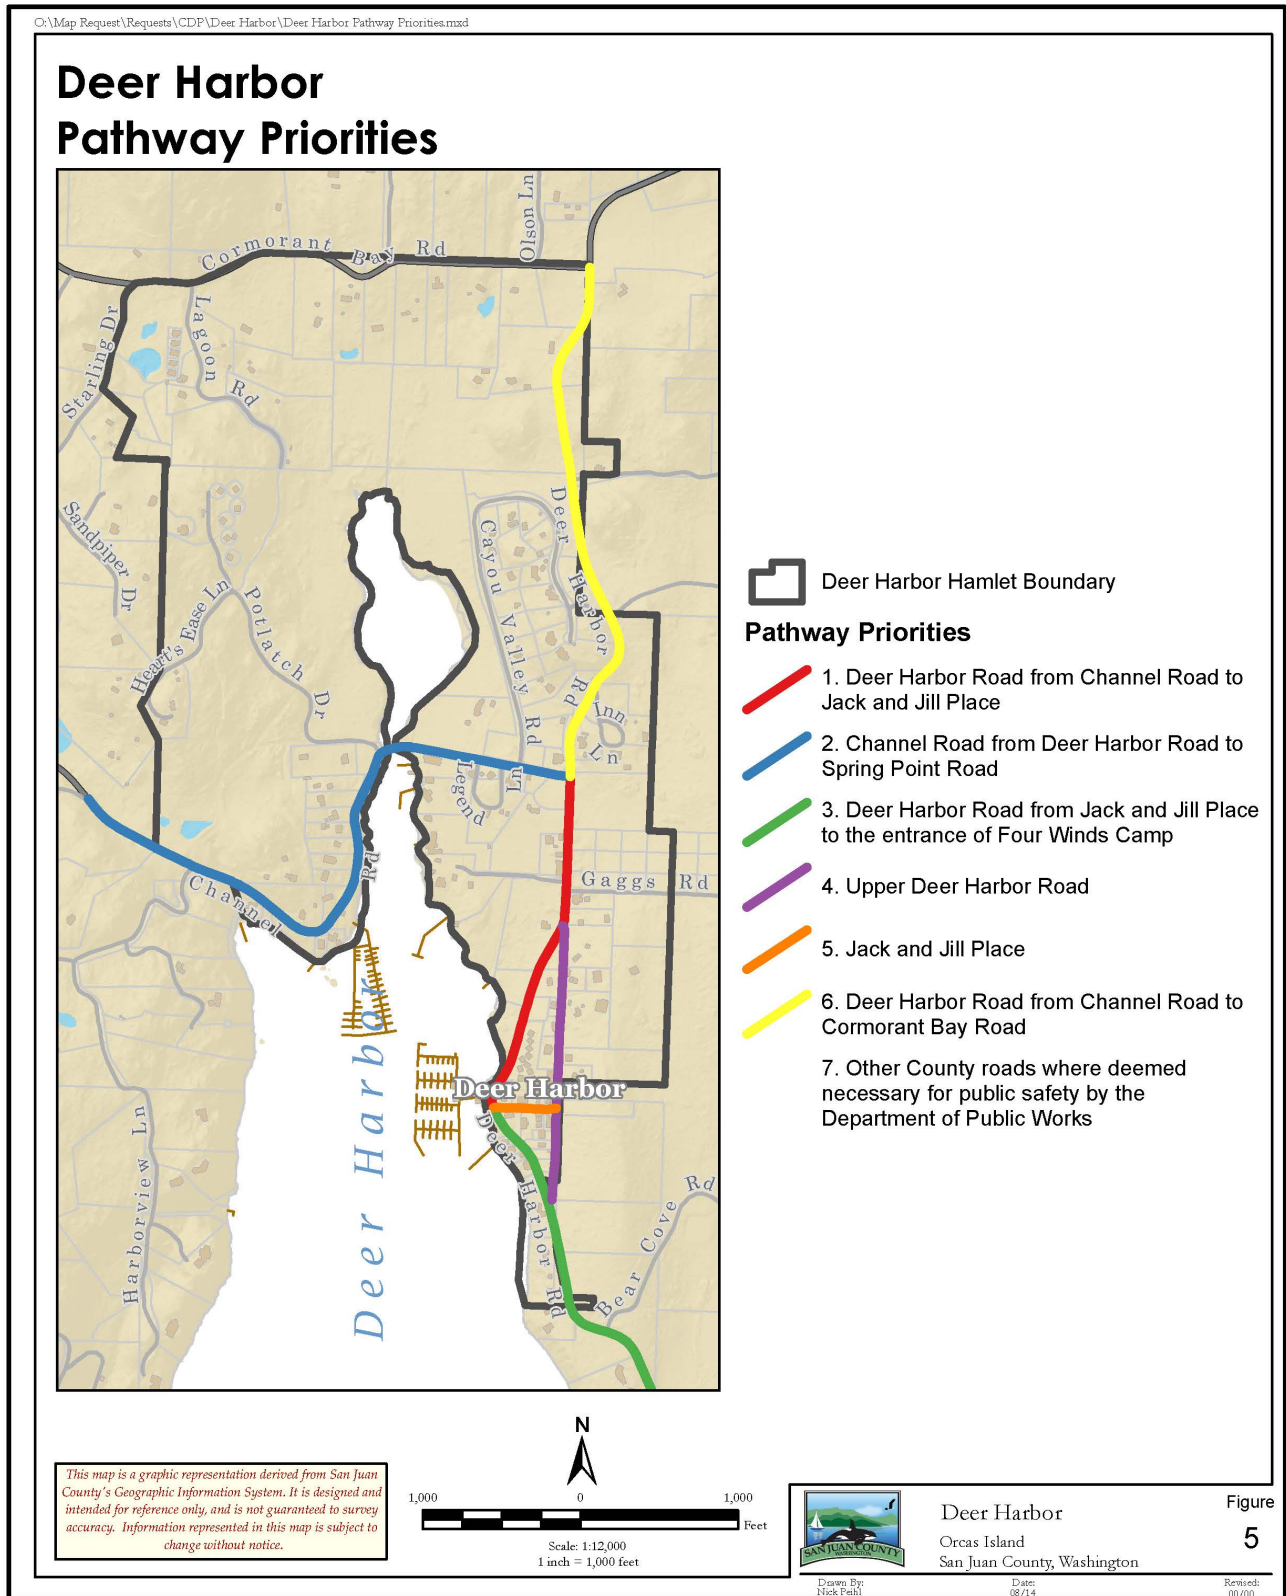 O:\Map Request\Requests\CDP\Deer Harbor\Deer Harbor Pathway Priorities.mxd
Deer Harbor
Pathway Priorities
Olson Ln
Cormorant Bay Rd
Starling Dr
Lagoon Rd
Sandpiper Dr
Heart's Ease Ln
Potlatch Dr
Cayou Valley Rd
Deer Harbor Rd
Inn Ln
Legend Ln
Channel Rd
Gaggs Rd
Deer Harbor
Deer Harbor
Deer Harbor Rd
Harborview Ln
Bear Cove Rd
Deer Harbor Hamlet Boundary
Pathway Priorities
1. Deer Harbor Road from Channel Road to
Jack and Jill Place
2. Channel Road from Deer Harbor Road to
Spring Point Road
3. Deer Harbor Road from Jack and Jill Place
to the entrance of Four Winds Camp
4. Upper Deer Harbor Road
5. Jack and Jill Place
6. Deer Harbor Road from Channel Road to
Cormorant Bay Road
7. Other County roads where deemed
necessary for public safety by the
Department of Public Works
This map is a graphic representation derived from San Juan
County's Geographic Information System. It is designed and
intended for reference only, and is not guaranteed to survey
accuracy. Information represented in this map is subject to
change without notice.
N
1,000 0 1,000
Feet
Scale: 1:12,000
1 inch = 1,000 feet
SAN JUAN COUNTY
WASHINGTON
Deer Harbor
Orcas Island
San Juan County, Washington
Figure
5
Drawn By:
Nick Peihl
Date:
08/14
Revised:
00/00